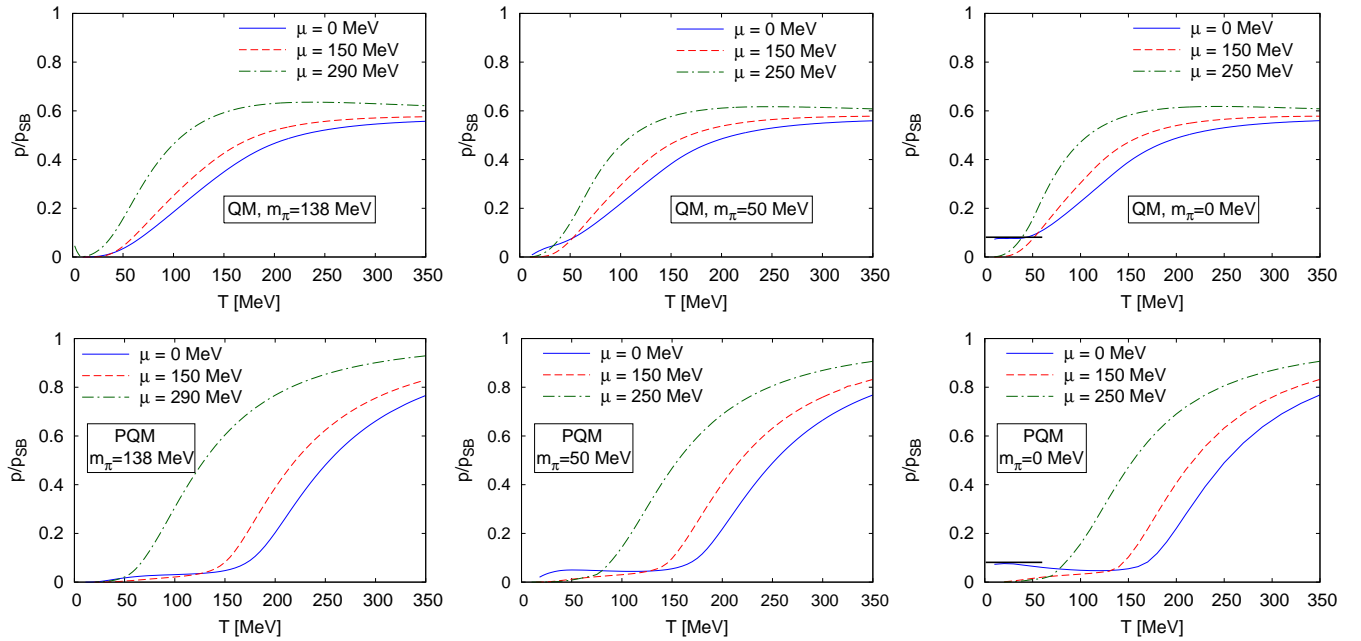 1
0.8
0.6
0.4
0.2
0
p/p_SB
μ = 0 MeV
μ = 150 MeV
μ = 290 MeV
QM, m_π=138 MeV
0 50 100 150 200 250 300 350
T [MeV]
1
0.8
0.6
0.4
0.2
0
p/p_SB
μ = 0 MeV
μ = 150 MeV
μ = 250 MeV
QM, m_π=50 MeV
0 50 100 150 200 250 300 350
T [MeV]
1
0.8
0.6
0.4
0.2
0
p/p_SB
μ = 0 MeV
μ = 150 MeV
μ = 250 MeV
QM, m_π=0 MeV
0 50 100 150 200 250 300 350
T [MeV]
1
0.8
0.6
0.4
0.2
0
p/p_SB
μ = 0 MeV
μ = 150 MeV
μ = 290 MeV
PQM
m_π=138 MeV
0 50 100 150 200 250 300 350
T [MeV]
1
0.8
0.6
0.4
0.2
0
p/p_SB
μ = 0 MeV
μ = 150 MeV
μ = 250 MeV
PQM
m_π=50 MeV
0 50 100 150 200 250 300 350
T [MeV]
1
0.8
0.6
0.4
0.2
0
p/p_SB
μ = 0 MeV
μ = 150 MeV
μ = 250 MeV
PQM
m_π=0 MeV
0 50 100 150 200 250 300 350
T [MeV]